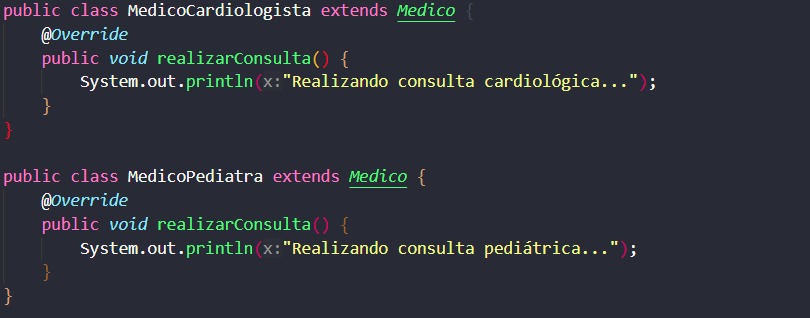 public class MedicoCardiologista extends Medico {
    @Override
    public void realizarConsulta() {
        System.out.println(x:"Realizando consulta cardiológica...");
    }
}

public class MedicoPediatra extends Medico {
    @Override
    public void realizarConsulta() {
        System.out.println(x:"Realizando consulta pediátrica...");
    }
}